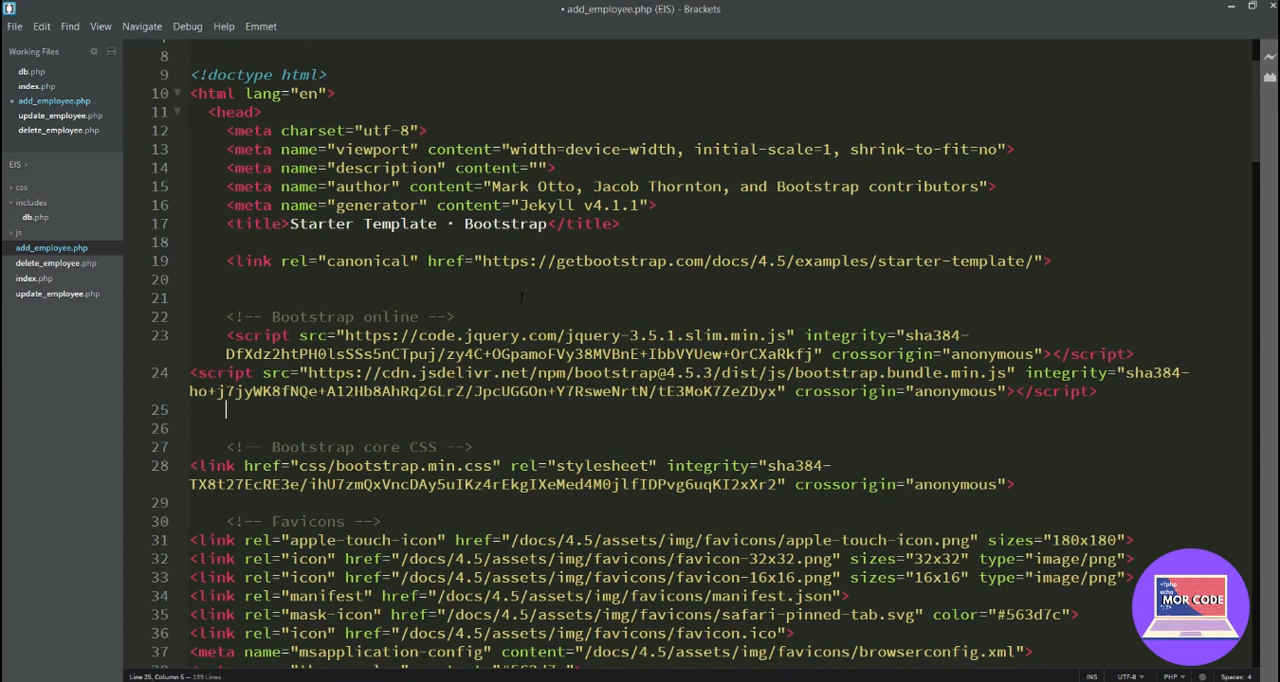 • add_employee.php (EIS) - Brackets
File Edit Find View Navigate Debug Help Emmet
Working Files
db.php
index.php
• add_employee.php
update_employee.php
delete_employee.php
EIS
css
includes
db.php
js
add_employee.php
delete_employee.php
index.php
update_employee.php
8
9 <!doctype html>
10 <html lang="en">
11 <head>
12 <meta charset="utf-8">
13 <meta name="viewport" content="width=device-width, initial-scale=1, shrink-to-fit=no">
14 <meta name="description" content="">
15 <meta name="author" content="Mark Otto, Jacob Thornton, and Bootstrap contributors">
16 <meta name="generator" content="Jekyll v4.1.1">
17 <title>Starter Template · Bootstrap</title>
18
19 <link rel="canonical" href="https://getbootstrap.com/docs/4.5/examples/starter-template/">
20
21
22 <!-- Bootstrap online -->
23 <script src="https://code.jquery.com/jquery-3.5.1.slim.min.js" integrity="sha384-
DfXdz2htPH0lsSSs5nCTpuj/zy4C+OGpamoFVy38MVBnE+IbbVYUew+OrCXaRkfj" crossorigin="anonymous"></script>
24 <script src="https://cdn.jsdelivr.net/npm/bootstrap@4.5.3/dist/js/bootstrap.bundle.min.js" integrity="sha384-
ho+j7jyWK8fNQe+A12Hb8AhRq26LrZ/JpcUGGOn+Y7RsweNrtN/tE3MoK7ZeZDyx" crossorigin="anonymous"></script>
25
26
27 <!-- Bootstrap core CSS -->
28 <link href="css/bootstrap.min.css" rel="stylesheet" integrity="sha384-
TX8t27EcRE3e/ihU7zmQxVncDAy5uIKz4rEkgIXeMed4M0jlfIDPvg6uqKI2xXr2" crossorigin="anonymous">
29
30 <!-- Favicons -->
31 <link rel="apple-touch-icon" href="/docs/4.5/assets/img/favicons/apple-touch-icon.png" sizes="180x180">
32 <link rel="icon" href="/docs/4.5/assets/img/favicons/favicon-32x32.png" sizes="32x32" type="image/png">
33 <link rel="icon" href="/docs/4.5/assets/img/favicons/favicon-16x16.png" sizes="16x16" type="image/png">
34 <link rel="manifest" href="/docs/4.5/assets/img/favicons/manifest.json">
35 <link rel="mask-icon" href="/docs/4.5/assets/img/favicons/safari-pinned-tab.svg" color="#563d7c">
36 <link rel="icon" href="/docs/4.5/assets/img/favicons/favicon.ico">
37 <meta name="msapplication-config" content="/docs/4.5/assets/img/favicons/browserconfig.xml">
<?php
echo
MOR CODE
?>
Line 25, Column 5 — 199 Lines
INS UTF-8 PHP Spaces: 4